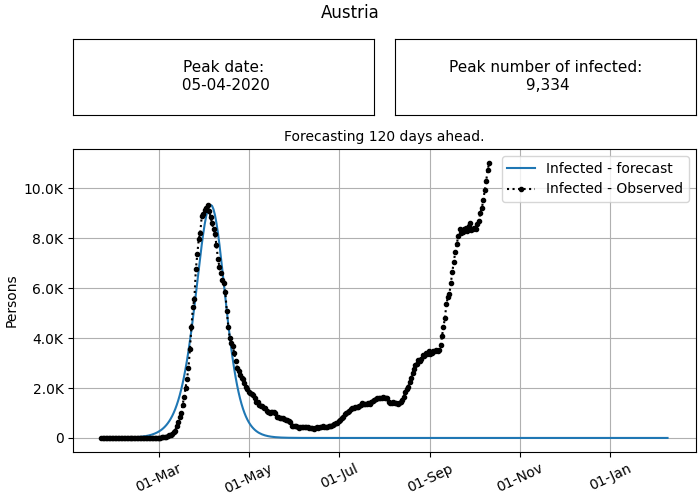 Austria
Peak date:
05-04-2020
Peak number of infected:
9,334
Forecasting 120 days ahead.
Infected - forecast
Infected - Observed
Persons
10.0K
8.0K
6.0K
4.0K
2.0K
0
01-Mar
01-May
01-Jul
01-Sep
01-Nov
01-Jan